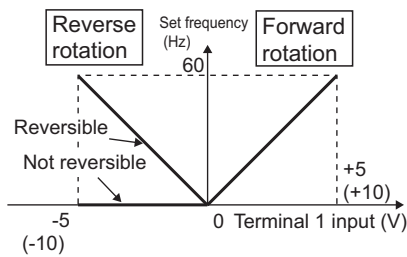 Reverse
rotation
Set frequency
(Hz)
Forward
rotation
60
Reversible
Not reversible
+5
(+10)
-5
(-10)
0
Terminal 1 input (V)